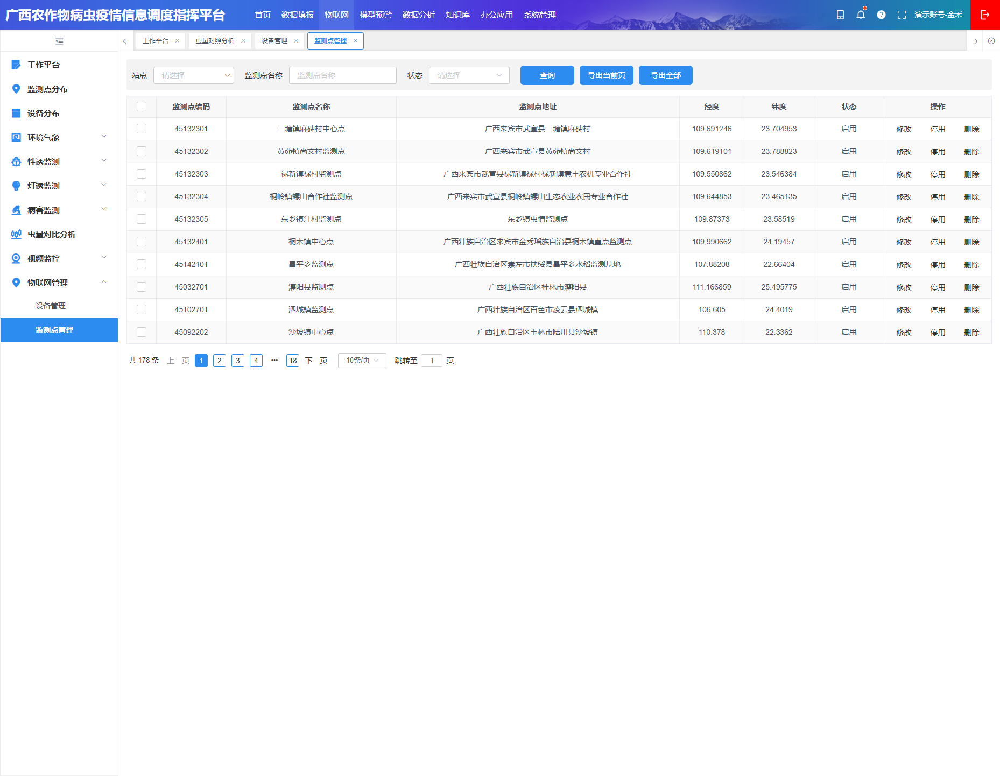 广西农作物病虫疫情信息调度指挥平台 首页 数据填报 物联网 模型预警 数据分析 知识库 办公应用 系统管理 演示账号-金禾
工作平台 虫量对照分析 设备管理 监测点管理
工作平台
监测点分布
设备分布
环境气象
性诱监测
灯诱监测
病害监测
虫量对比分析
视频监控
物联网管理
设备管理
监测点管理
站点 请选择 监测点名称 监测点名称 状态 请选择 查询 导出当前页 导出全部
监测点编码 监测点名称 监测点地址 经度 纬度 状态 操作
45132301 二塘镇麻碑村中心点 广西来宾市武宣县二塘镇麻碑村 109.691246 23.704953 启用 修改 停用 删除
45132302 黄茆镇尚文村监测点 广西来宾市武宣县黄茆镇尚文村 109.619101 23.788823 启用 修改 停用 删除
45132303 禄新镇禄村监测点 广西来宾市武宣县禄新镇禄村禄新镇意丰农机专业合作社 109.550862 23.546384 启用 修改 停用 删除
45132304 桐岭镇螺山合作社监测点 广西来宾市武宣县桐岭镇螺山生态农业农民专业合作社 109.644853 23.465135 启用 修改 停用 删除
45132305 东乡镇江村监测点 东乡镇虫情监测点 109.87373 23.58519 启用 修改 停用 删除
45132401 桐木镇中心点 广西壮族自治区来宾市金秀瑶族自治县桐木镇重点监测点 109.990662 24.19457 启用 修改 停用 删除
45142101 昌平乡监测点 广西壮族自治区崇左市扶绥县昌平乡水稻监测基地 107.88208 22.66404 启用 修改 停用 删除
45032701 灌阳县监测点 广西壮族自治区桂林市灌阳县 111.166859 25.495775 启用 修改 停用 删除
45102701 泗城镇监测点 广西壮族自治区百色市凌云县泗城镇 106.605 24.4019 启用 修改 停用 删除
45092202 沙坡镇中心点 广西壮族自治区玉林市陆川县沙坡镇 110.378 22.3362 启用 修改 停用 删除
共 178 条 上一页 1 2 3 4 ••• 18 下一页 10条/页 跳转至 1 页